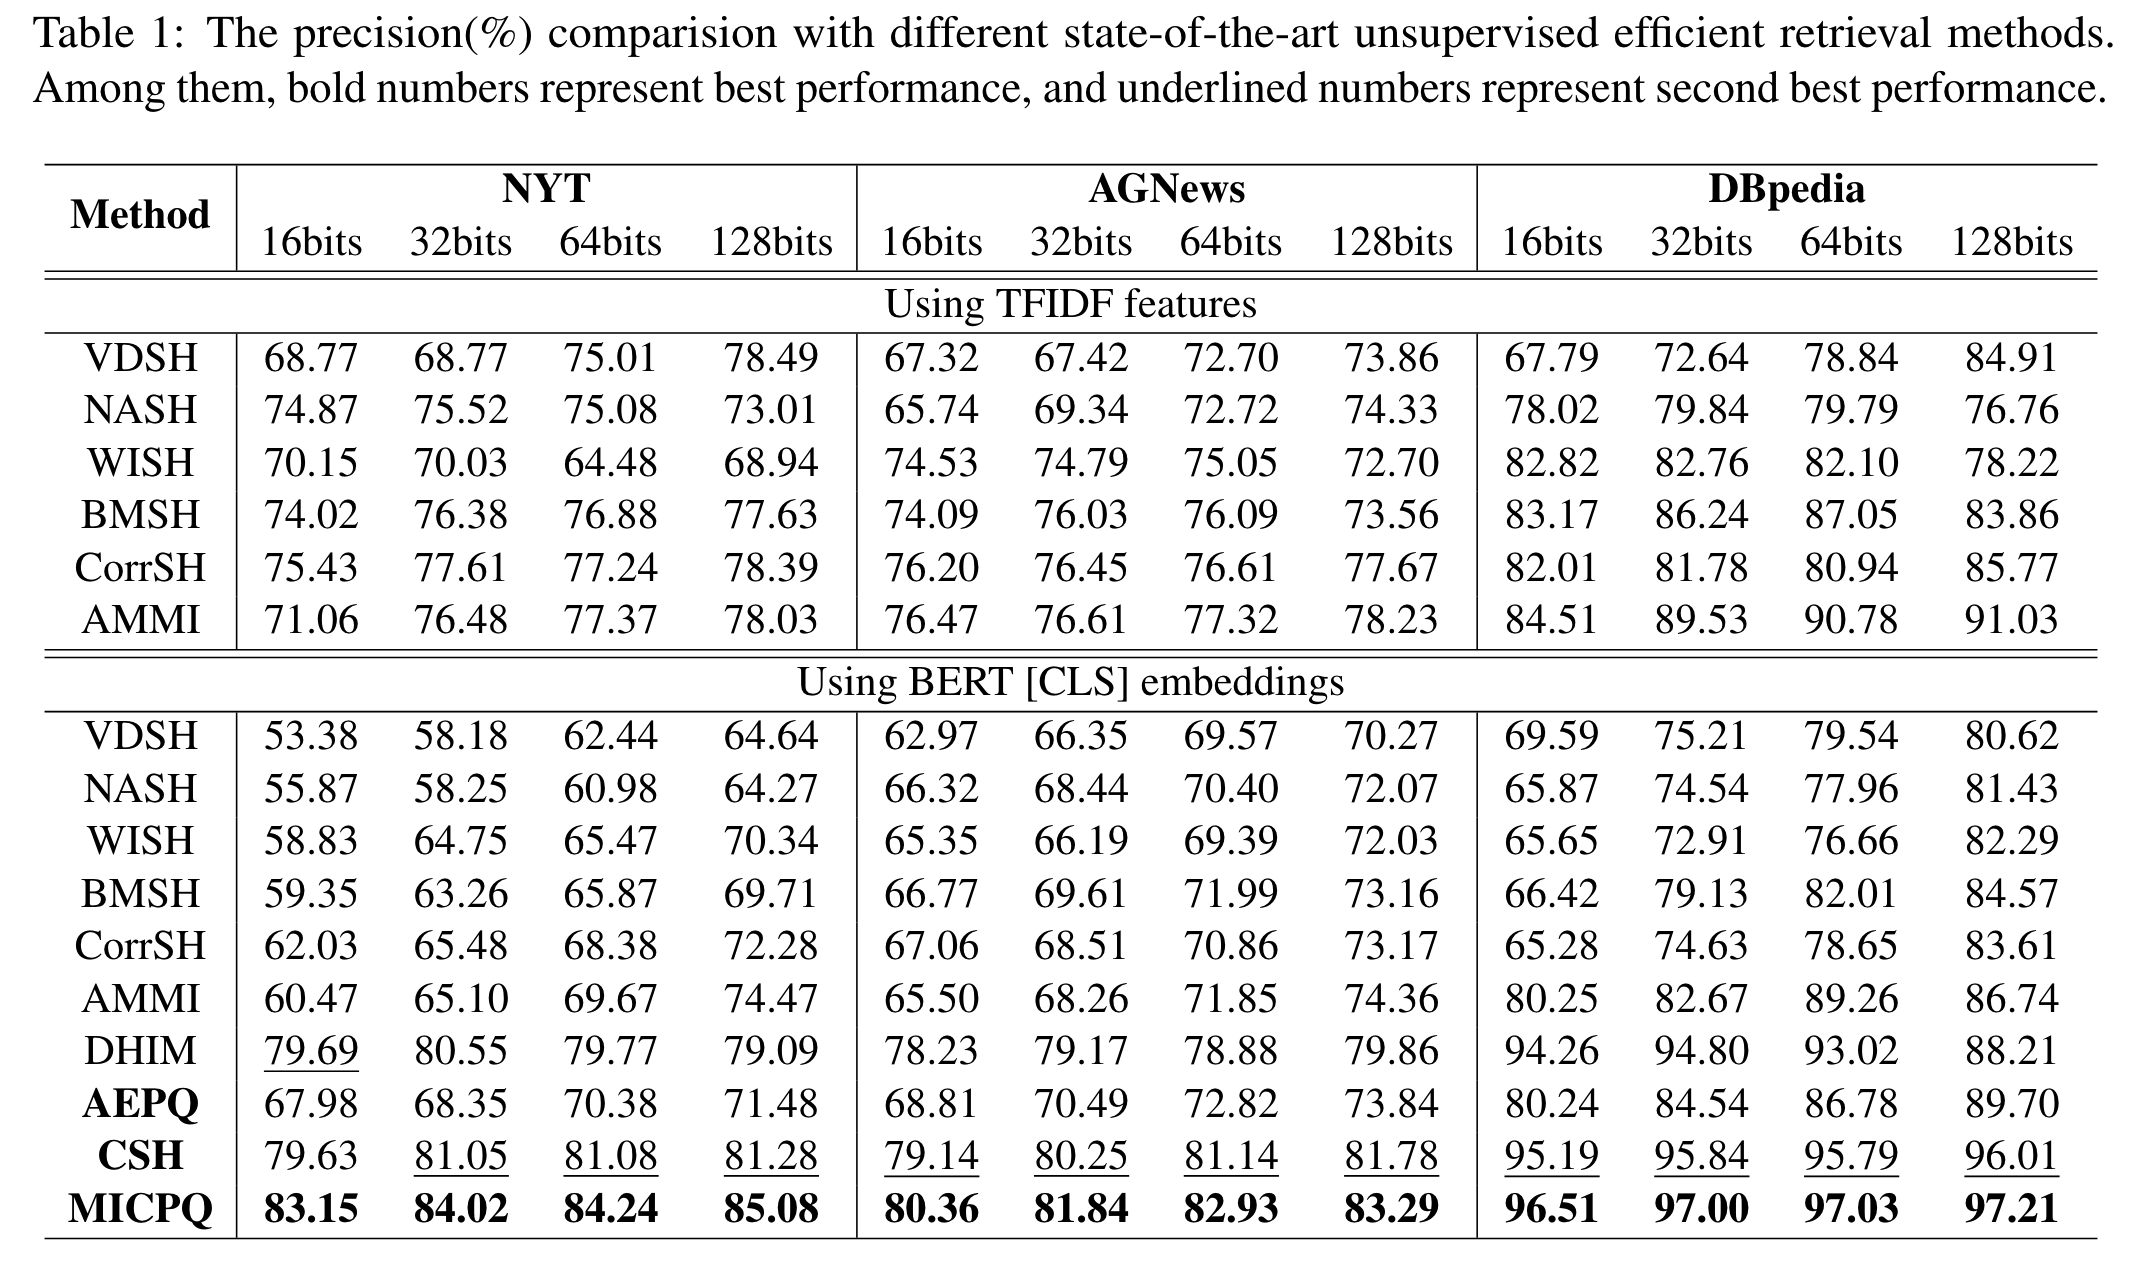 Table 1: The precision(%) comparision with different state-of-the-art unsupervised efficient retrieval methods.
Among them, bold numbers represent best performance, and underlined numbers represent second best performance.
Method NYT AGNews DBpedia
16bits 32bits 64bits 128bits 16bits 32bits 64bits 128bits 16bits 32bits 64bits 128bits
Using TFIDF features
VDSH 68.77 68.77 75.01 78.49 67.32 67.42 72.70 73.86 67.79 72.64 78.84 84.91
NASH 74.87 75.52 75.08 73.01 65.74 69.34 72.72 74.33 78.02 79.84 79.79 76.76
WISH 70.15 70.03 64.48 68.94 74.53 74.79 75.05 72.70 82.82 82.76 82.10 78.22
BMSH 74.02 76.38 76.88 77.63 74.09 76.03 76.09 73.56 83.17 86.24 87.05 83.86
CorrSH 75.43 77.61 77.24 78.39 76.20 76.45 76.61 77.67 82.01 81.78 80.94 85.77
AMMI 71.06 76.48 77.37 78.03 76.47 76.61 77.32 78.23 84.51 89.53 90.78 91.03
Using BERT [CLS] embeddings
VDSH 53.38 58.18 62.44 64.64 62.97 66.35 69.57 70.27 69.59 75.21 79.54 80.62
NASH 55.87 58.25 60.98 64.27 66.32 68.44 70.40 72.07 65.87 74.54 77.96 81.43
WISH 58.83 64.75 65.47 70.34 65.35 66.19 69.39 72.03 65.65 72.91 76.66 82.29
BMSH 59.35 63.26 65.87 69.71 66.77 69.61 71.99 73.16 66.42 79.13 82.01 84.57
CorrSH 62.03 65.48 68.38 72.28 67.06 68.51 70.86 73.17 65.28 74.63 78.65 83.61
AMMI 60.47 65.10 69.67 74.47 65.50 68.26 71.85 74.36 80.25 82.67 89.26 86.74
DHIM 79.69 80.55 79.77 79.09 78.23 79.17 78.88 79.86 94.26 94.80 93.02 88.21
AEPQ 67.98 68.35 70.38 71.48 68.81 70.49 72.82 73.84 80.24 84.54 86.78 89.70
CSH 79.63 81.05 81.08 81.28 79.14 80.25 81.14 81.78 95.19 95.84 95.79 96.01
MICPQ 83.15 84.02 84.24 85.08 80.36 81.84 82.93 83.29 96.51 97.00 97.03 97.21